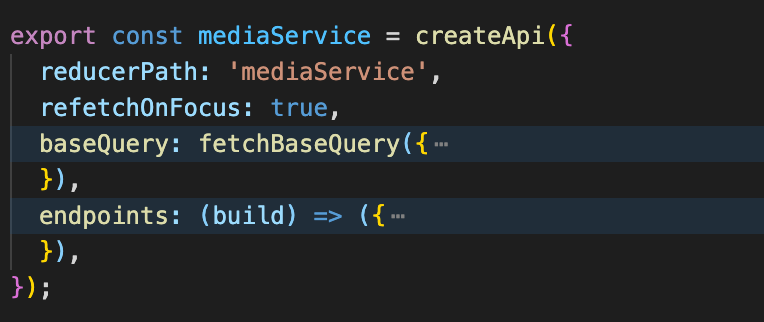 export const mediaService = createApi({
  reducerPath: 'mediaService',
  refetchOnFocus: true,
  baseQuery: fetchBaseQuery({⋯
  }),
  endpoints: (build) => ({⋯
  }),
});